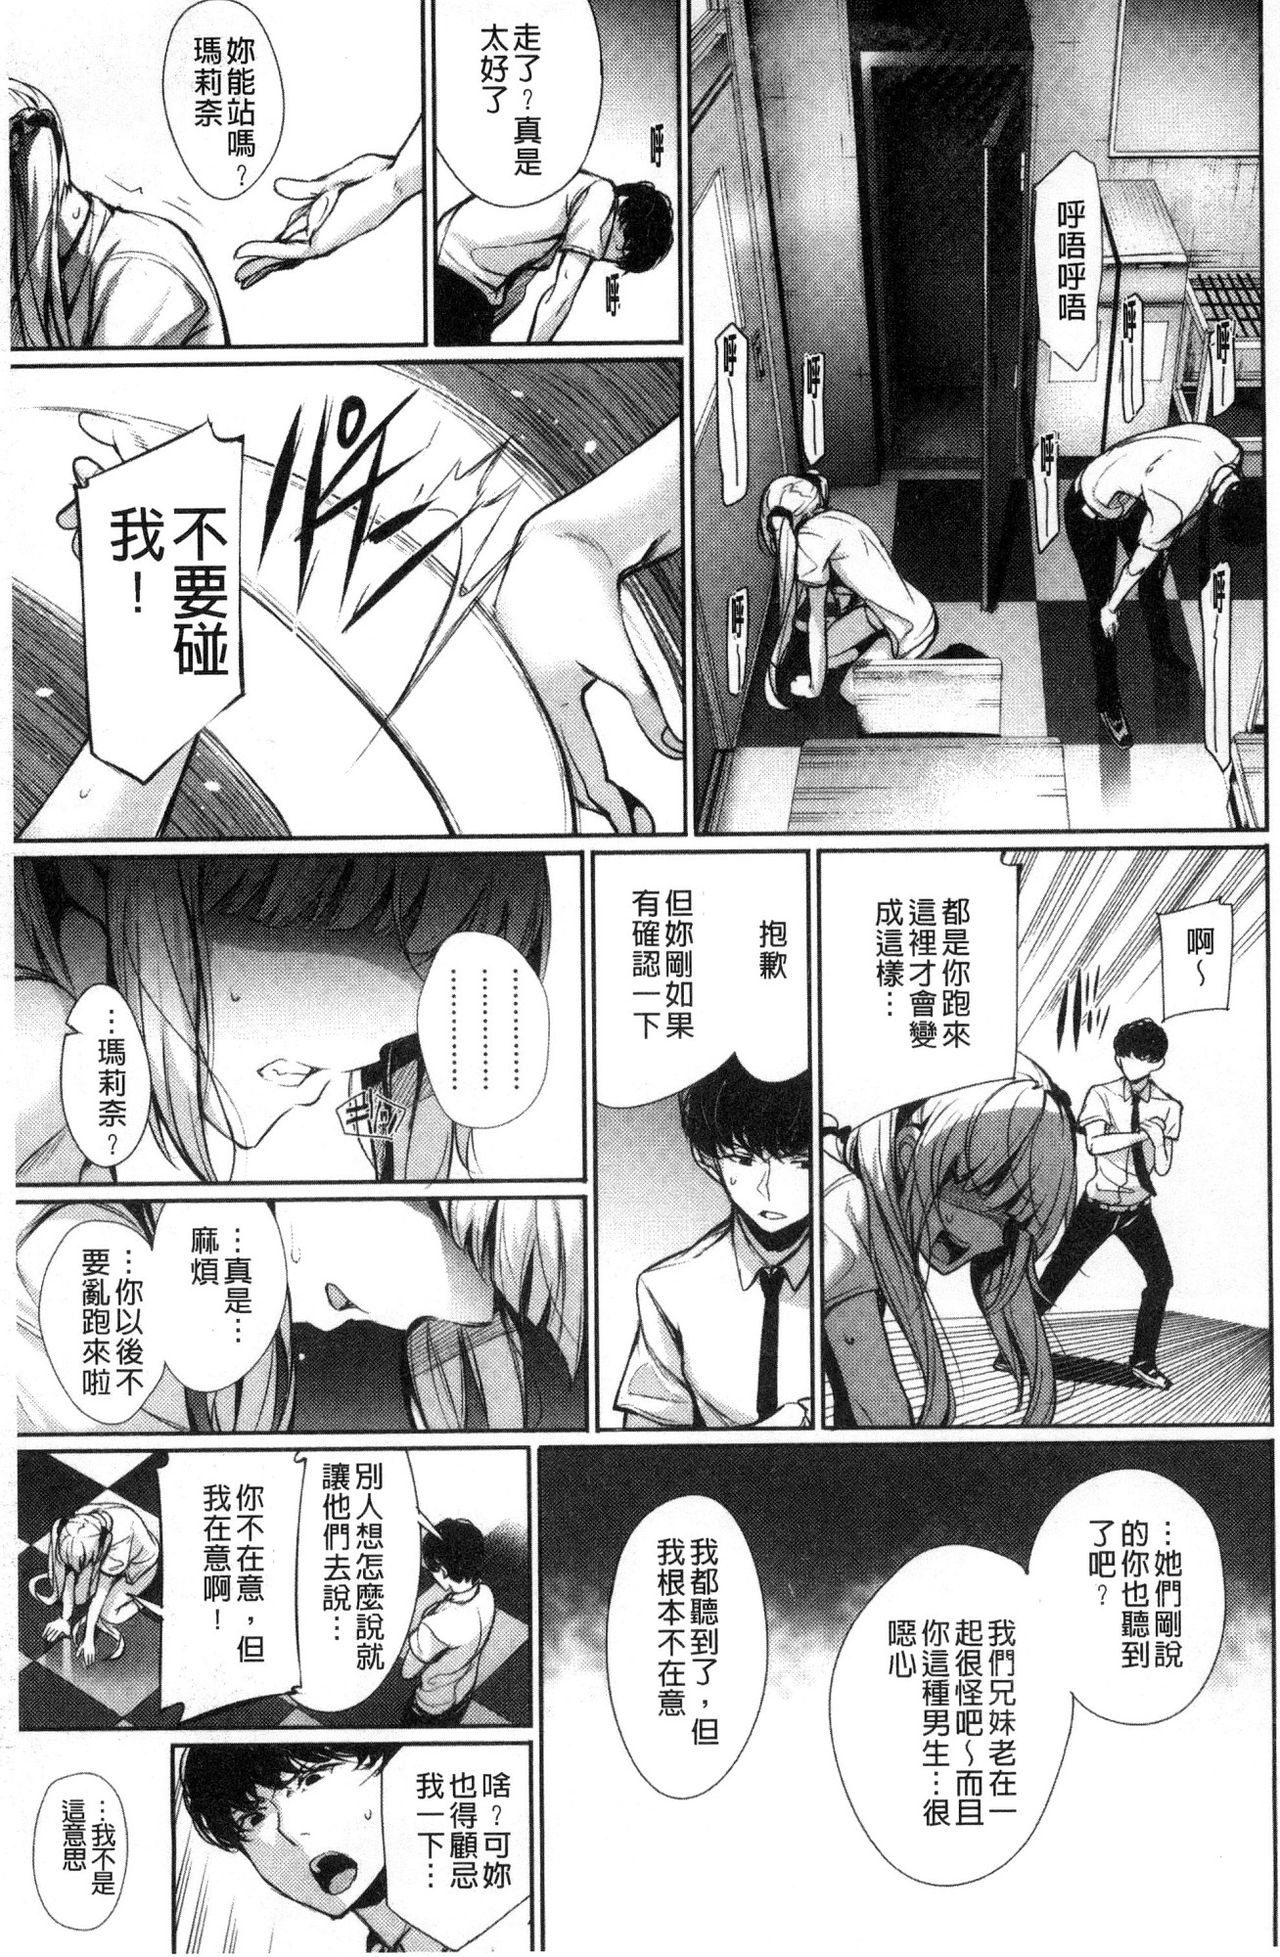 呼唔呼唔
呼
呼
呼
呼
呼
呼
呼
走了？真是
太好了
呼
呼
妳能站嗎？
瑪莉奈
不要碰
我！
啊～
都是你跑來
這裡才會變
成這樣…
抱歉
但妳剛如果
有確認一下
…………
…………
…瑪莉奈？
…真是…
麻煩
…你以後不
要亂跑來啦
…她們剛說
的你也聽到
了吧？
我們兄妹老在一
起很怪吧～而且
你這種男生…很
噁心
我都聽到了，但
我根本不在意
別人想怎麼說就
讓他們去說…
你不在意，但
我在意啊！
啥？可妳
也得顧忌
我一下…
…我不是
這意思